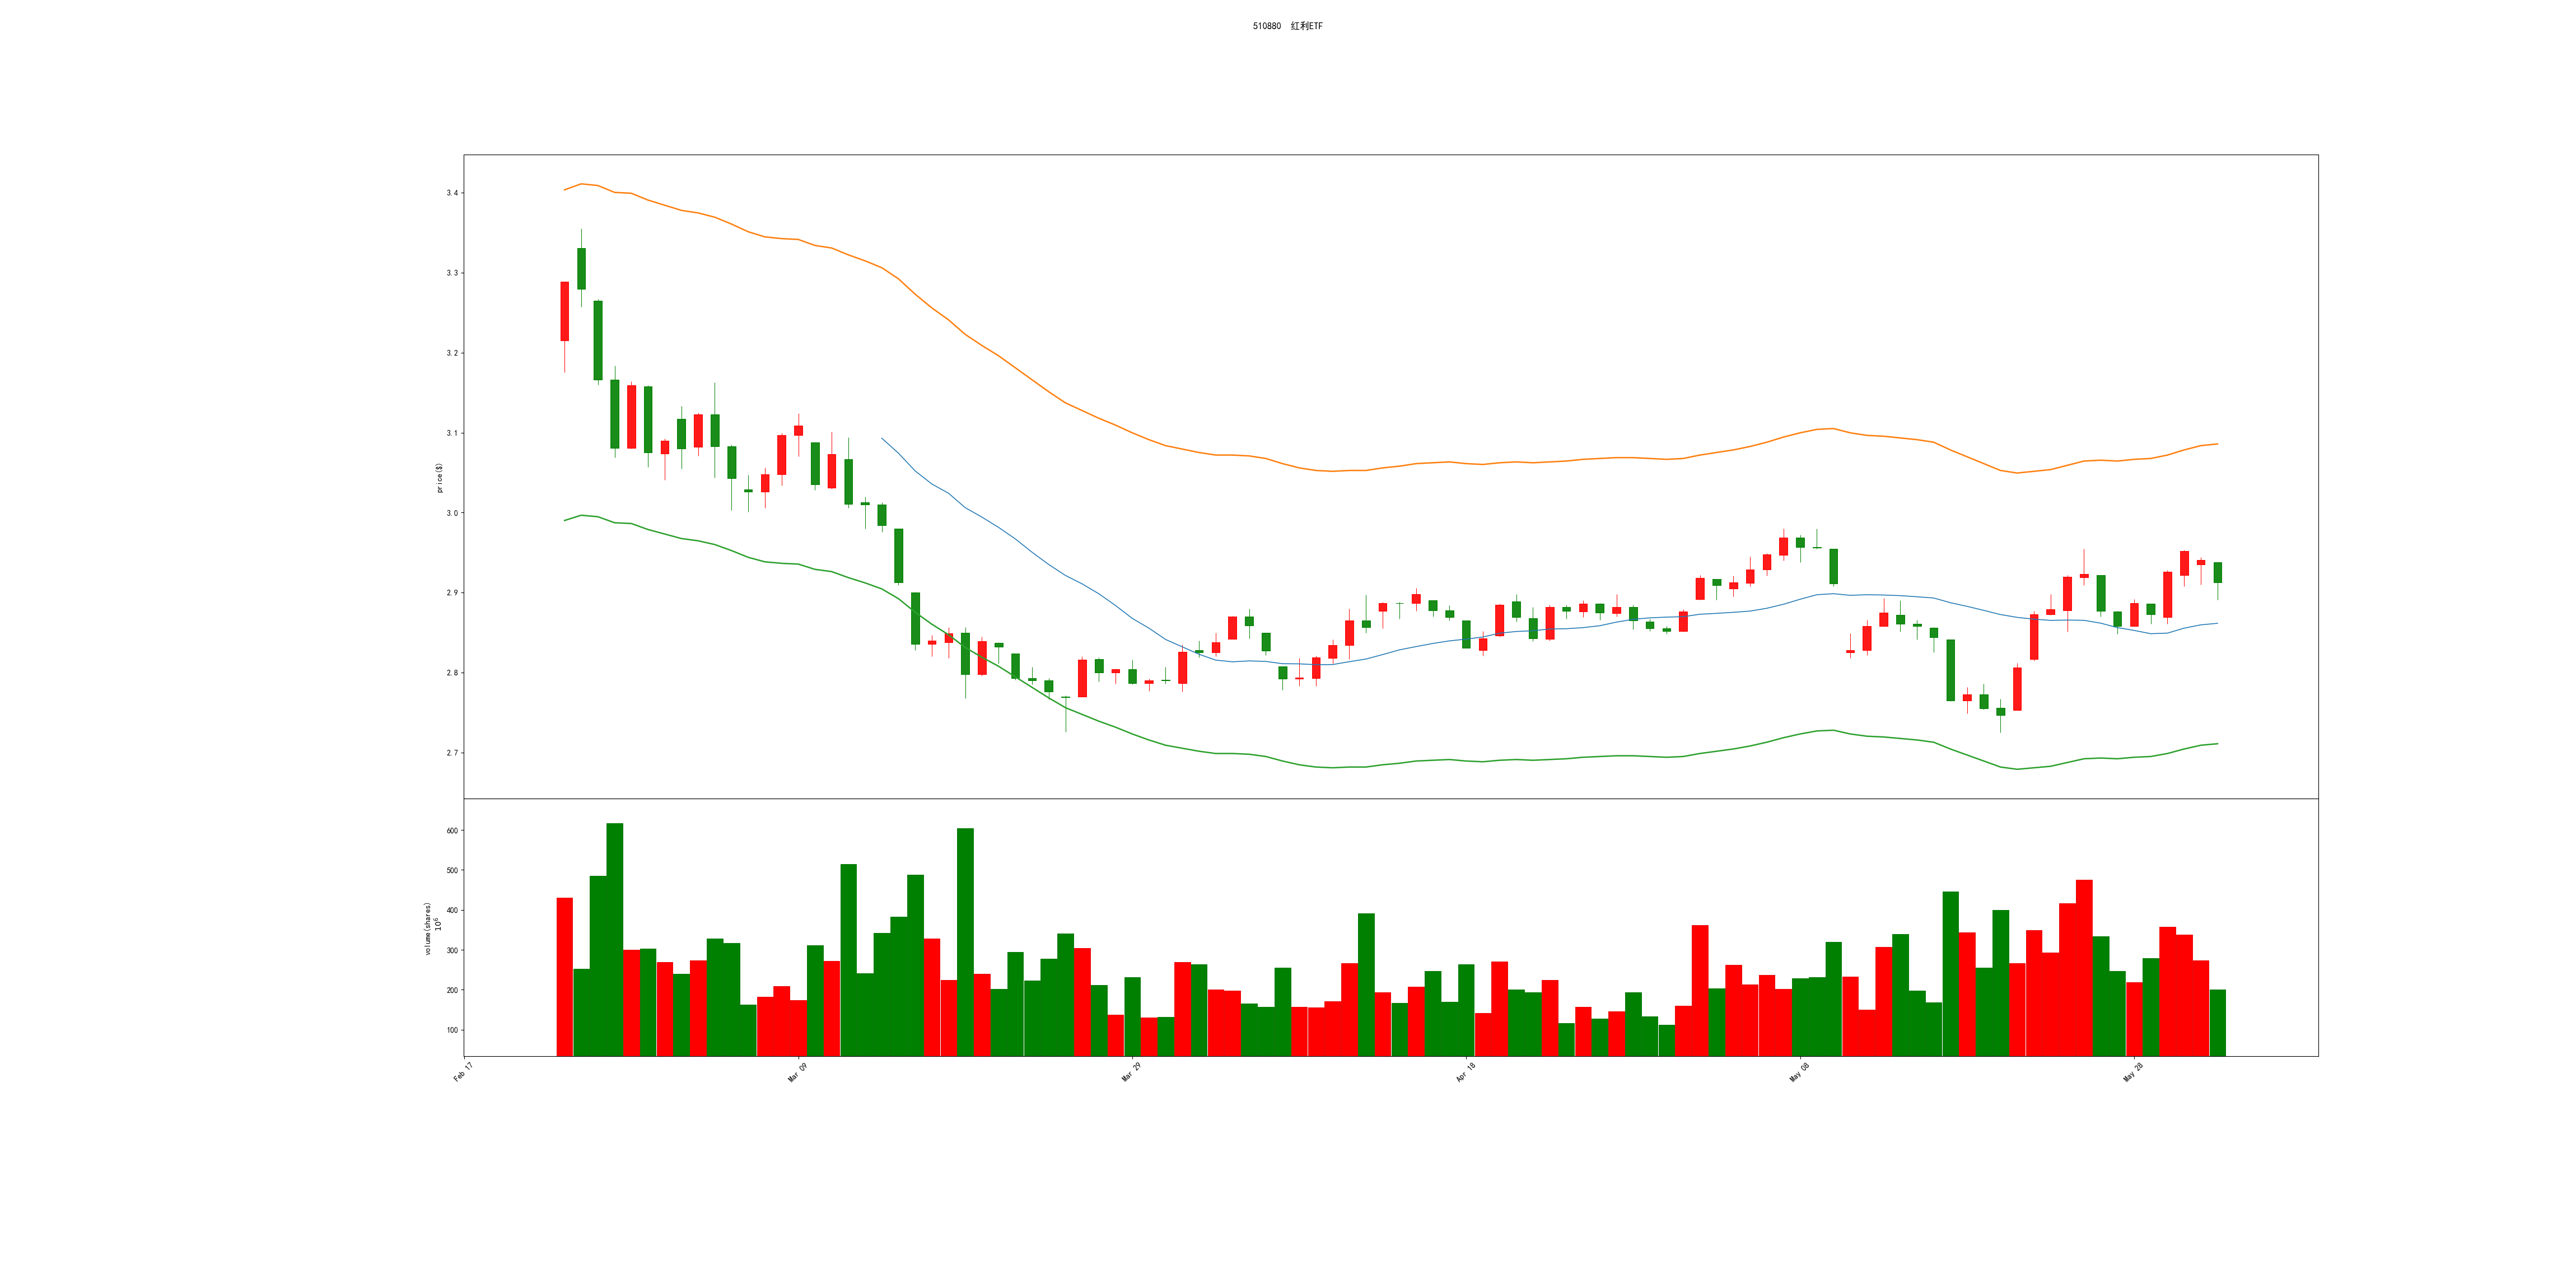 510880 红利ETF
price($)
3.4
3.3
3.2
3.1
3.0
2.9
2.8
2.7
volume(shares)
10^6
600
500
400
300
200
100
Feb 17
Mar 09
Mar 29
Apr 18
May 08
May 28